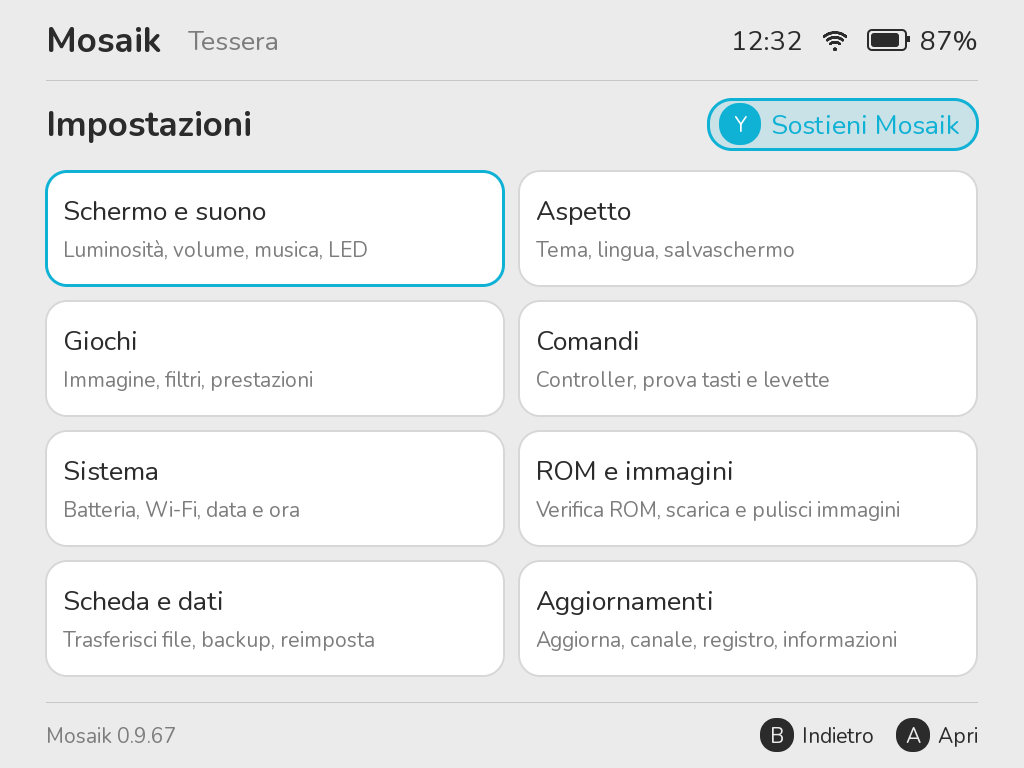 Mosaik Tessera 12:32 87%
Impostazioni Y Sostieni Mosaik
Schermo e suono
Luminosità, volume, musica, LED
Aspetto
Tema, lingua, salvaschermo
Giochi
Immagine, filtri, prestazioni
Comandi
Controller, prova tasti e levette
Sistema
Batteria, Wi-Fi, data e ora
ROM e immagini
Verifica ROM, scarica e pulisci immagini
Scheda e dati
Trasferisci file, backup, reimposta
Aggiornamenti
Aggiorna, canale, registro, informazioni
Mosaik 0.9.67 B Indietro A Apri